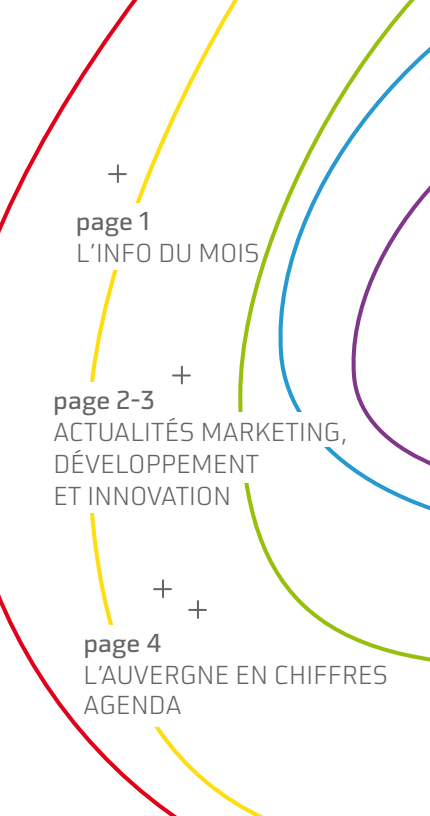 page 1
L'INFO DU MOIS
page 2-3
ACTUALITÉS MARKETING,
DÉVELOPPEMENT
ET INNOVATION
page 4
L'AUVERGNE EN CHIFFRES
AGENDA